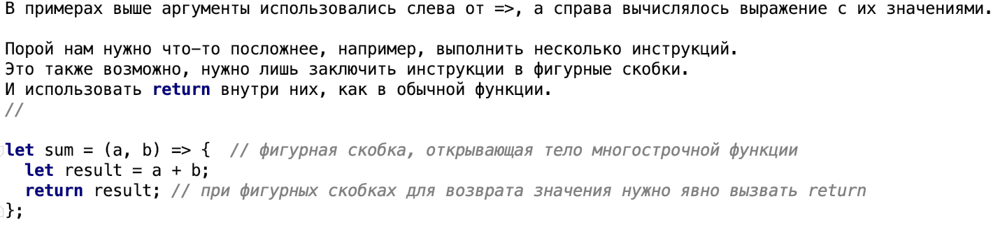 В примерах выше аргументы использовались слева от =>, а справа вычислялось выражение с их значениями.
Порой нам нужно что-то посложнее, например, выполнить несколько инструкций.
Это также возможно, нужно лишь заключить инструкции в фигурные скобки.
И использовать return внутри них, как в обычной функции.
//
let sum = (a, b) => {  // фигурная скобка, открывающая тело многострочной функции
  let result = a + b;
  return result; // при фигурных скобках для возврата значения нужно явно вызвать return
};